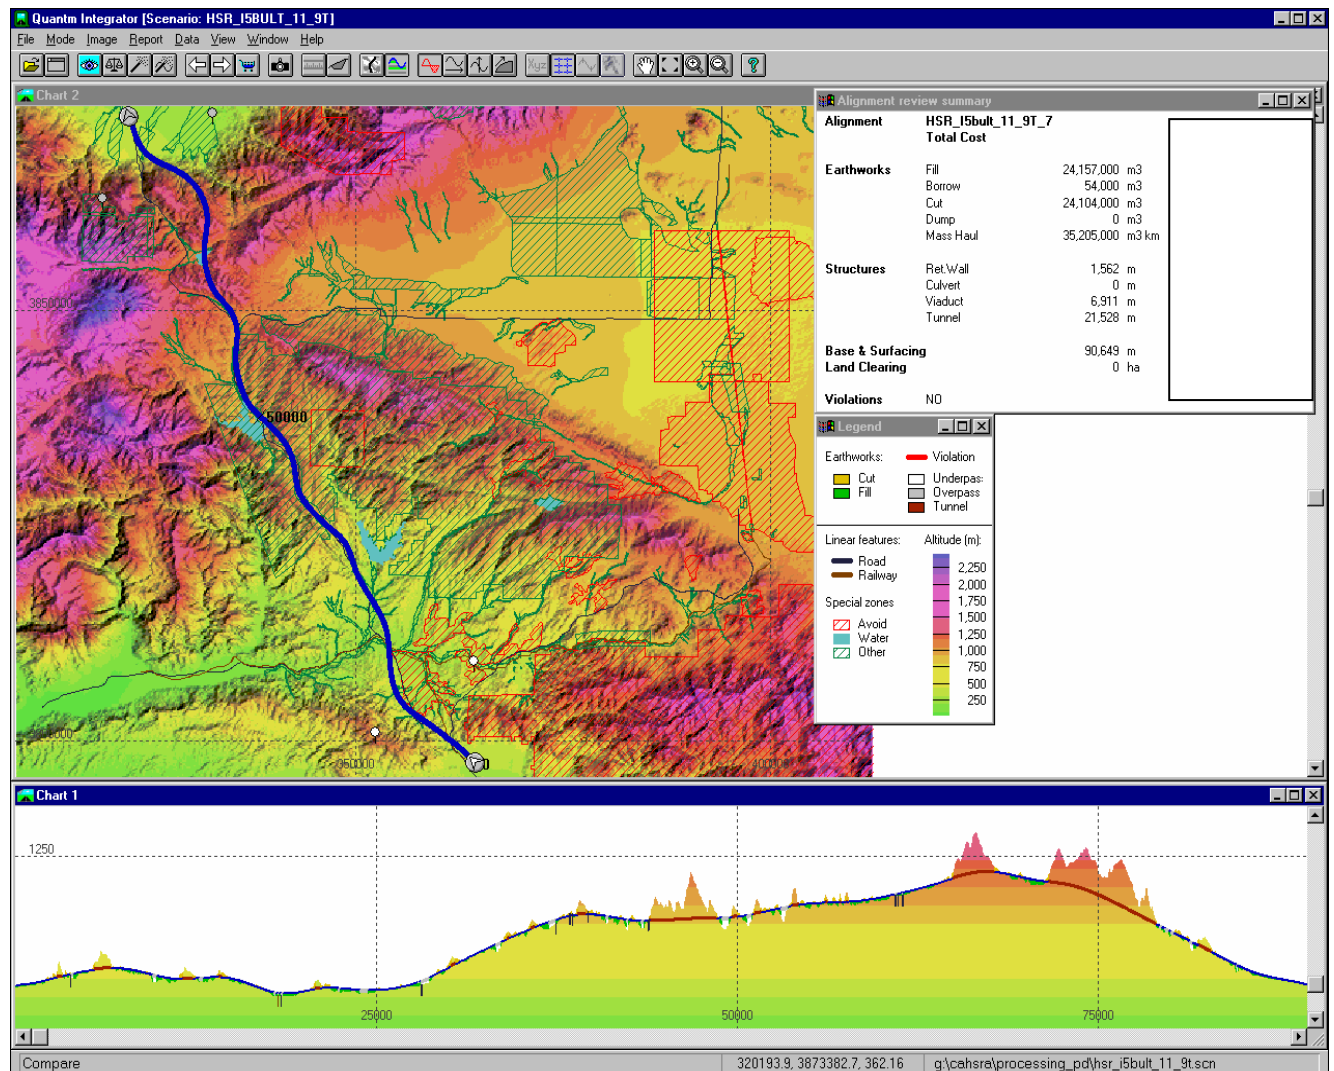 Quantm Integrator [Scenario: HSR_I5BULT_11_9T]
File Mode Image Report Data View Window Help
Xyz
Chart 2
3850000
50000
350000
400000
0
Alignment review summary
Alignment HSR_I5bult_11_9T_7
Total Cost
Earthworks Fill 24,157,000 m3
Borrow 54,000 m3
Cut 24,104,000 m3
Dump 0 m3
Mass Haul 35,205,000 m3 km
Structures Ret.Wall 1,562 m
Culvert 0 m
Viaduct 6,911 m
Tunnel 21,528 m
Base & Surfacing 90,649 m
Land Clearing 0 ha
Violations NO
Legend
Earthworks: Violation
Cut Underpas
Fill Overpass
Tunnel
Linear features: Altitude (m):
Road
Railway
Special zones
Avoid
Water
Other
2,250
2,000
1,750
1,500
1,250
1,000
750
500
250
Chart 1
1250
25000 50000 75000
Compare 320193.9, 3873382.7, 362.16 g:\cahsra\processing_pd\hsr_i5bult_11_9t.scn